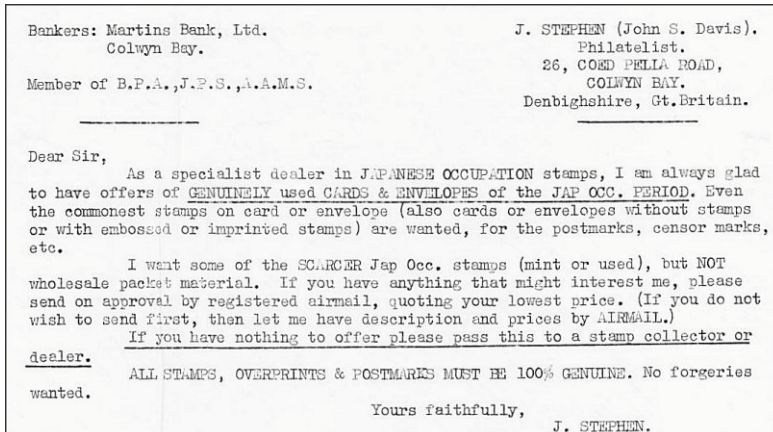 Bankers: Martins Bank, Ltd.
Colwyn Bay.
Member of B.P.A.,J.P.S.,A.A.M.S.
J. STEPHEN (John S. Davis).
Philatelist.
26, COED PELLA ROAD,
COLWYN BAY.
Denbighshire, Gt.Britain.
Dear Sir,
As a specialist dealer in JAPANESE OCCUPATION stamps, I am always glad
to have offers of GENUINELY used CARDS & ENVELOPES of the JAP OCC. PERIOD. Even
the commonest stamps on card or envelope (also cards or envelopes without stamps
or with embossed or imprinted stamps) are wanted, for the postmarks, censor marks,
etc.
I want some of the SCARCER Jap Occ. stamps (mint or used), but NOT
wholesale packet material. If you have anything that might interest me, please
send on approval by registered airmail, quoting your lowest price. (If you do not
wish to send first, then let me have description and prices by AIRMAIL.)
If you have nothing to offer please pass this to a stamp collector or
dealer.
ALL STAMPS, OVERPRINTS & POSTMARKS MUST BE 100% GENUINE. No forgeries
wanted.
Yours faithfully,
J. STEPHEN.